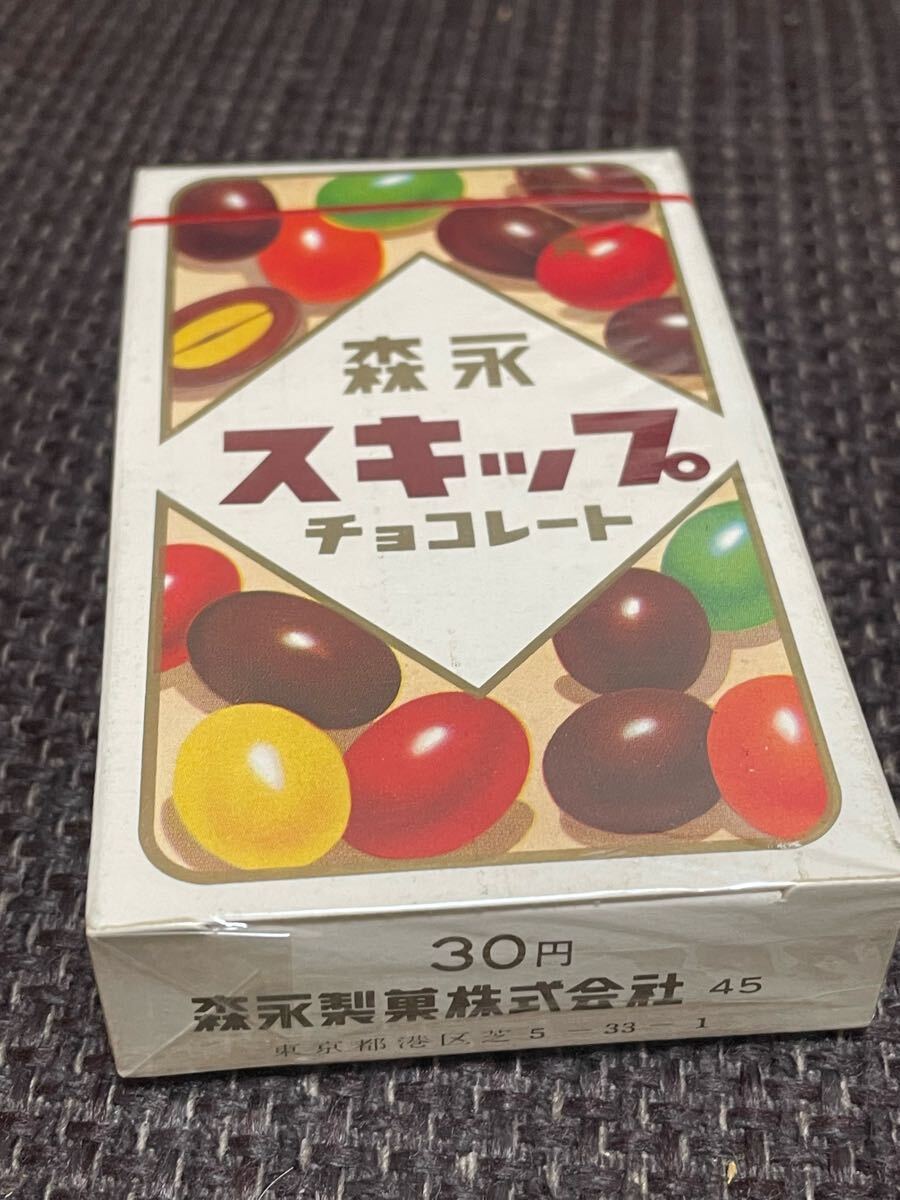 森永
スキップ
チョコレート
30円
森永製菓株式会社 45
東京都港区芝5-33-1